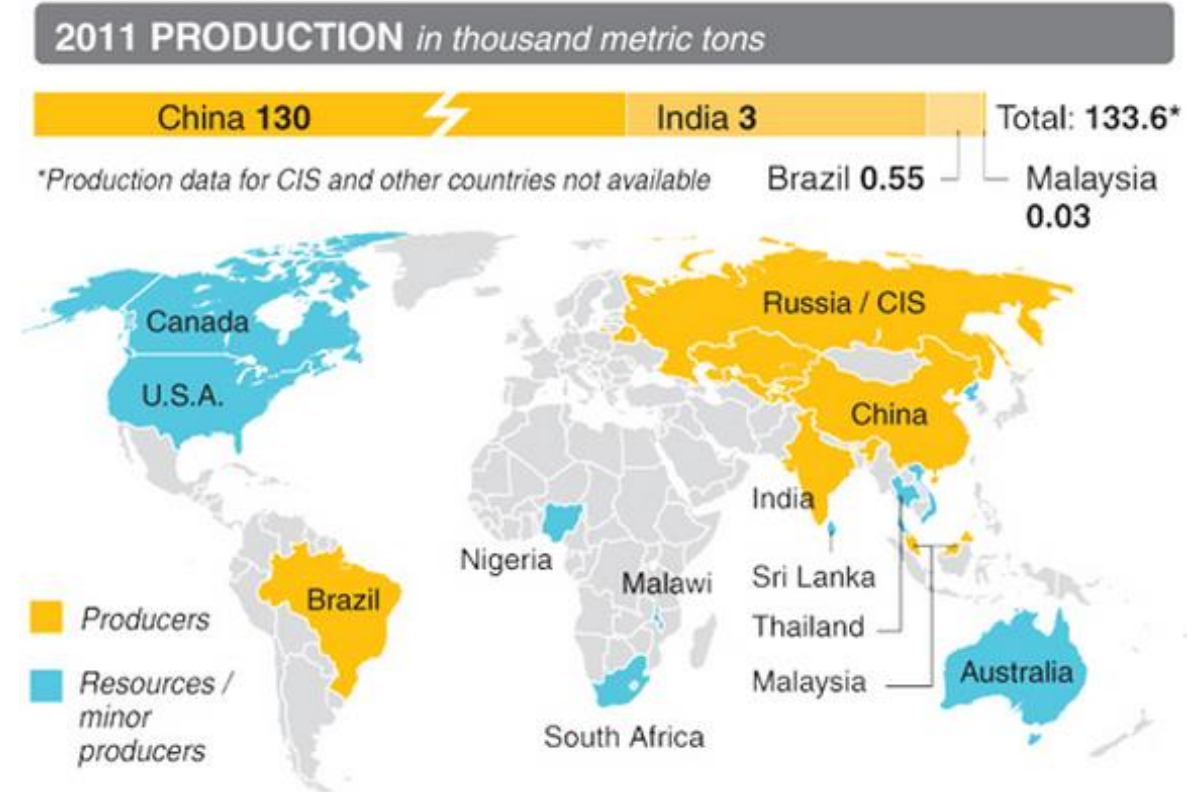 2011 PRODUCTION in thousand metric tons
China 130
India 3
Total: 133.6*
*Production data for CIS and other countries not available
Brazil 0.55
Malaysia
0.03
Canada
Russia / CIS
U.S.A.
China
India
Nigeria
Malawi
Sri Lanka
Brazil
Producers
Thailand
Resources /
minor
producers
Malaysia
Australia
South Africa